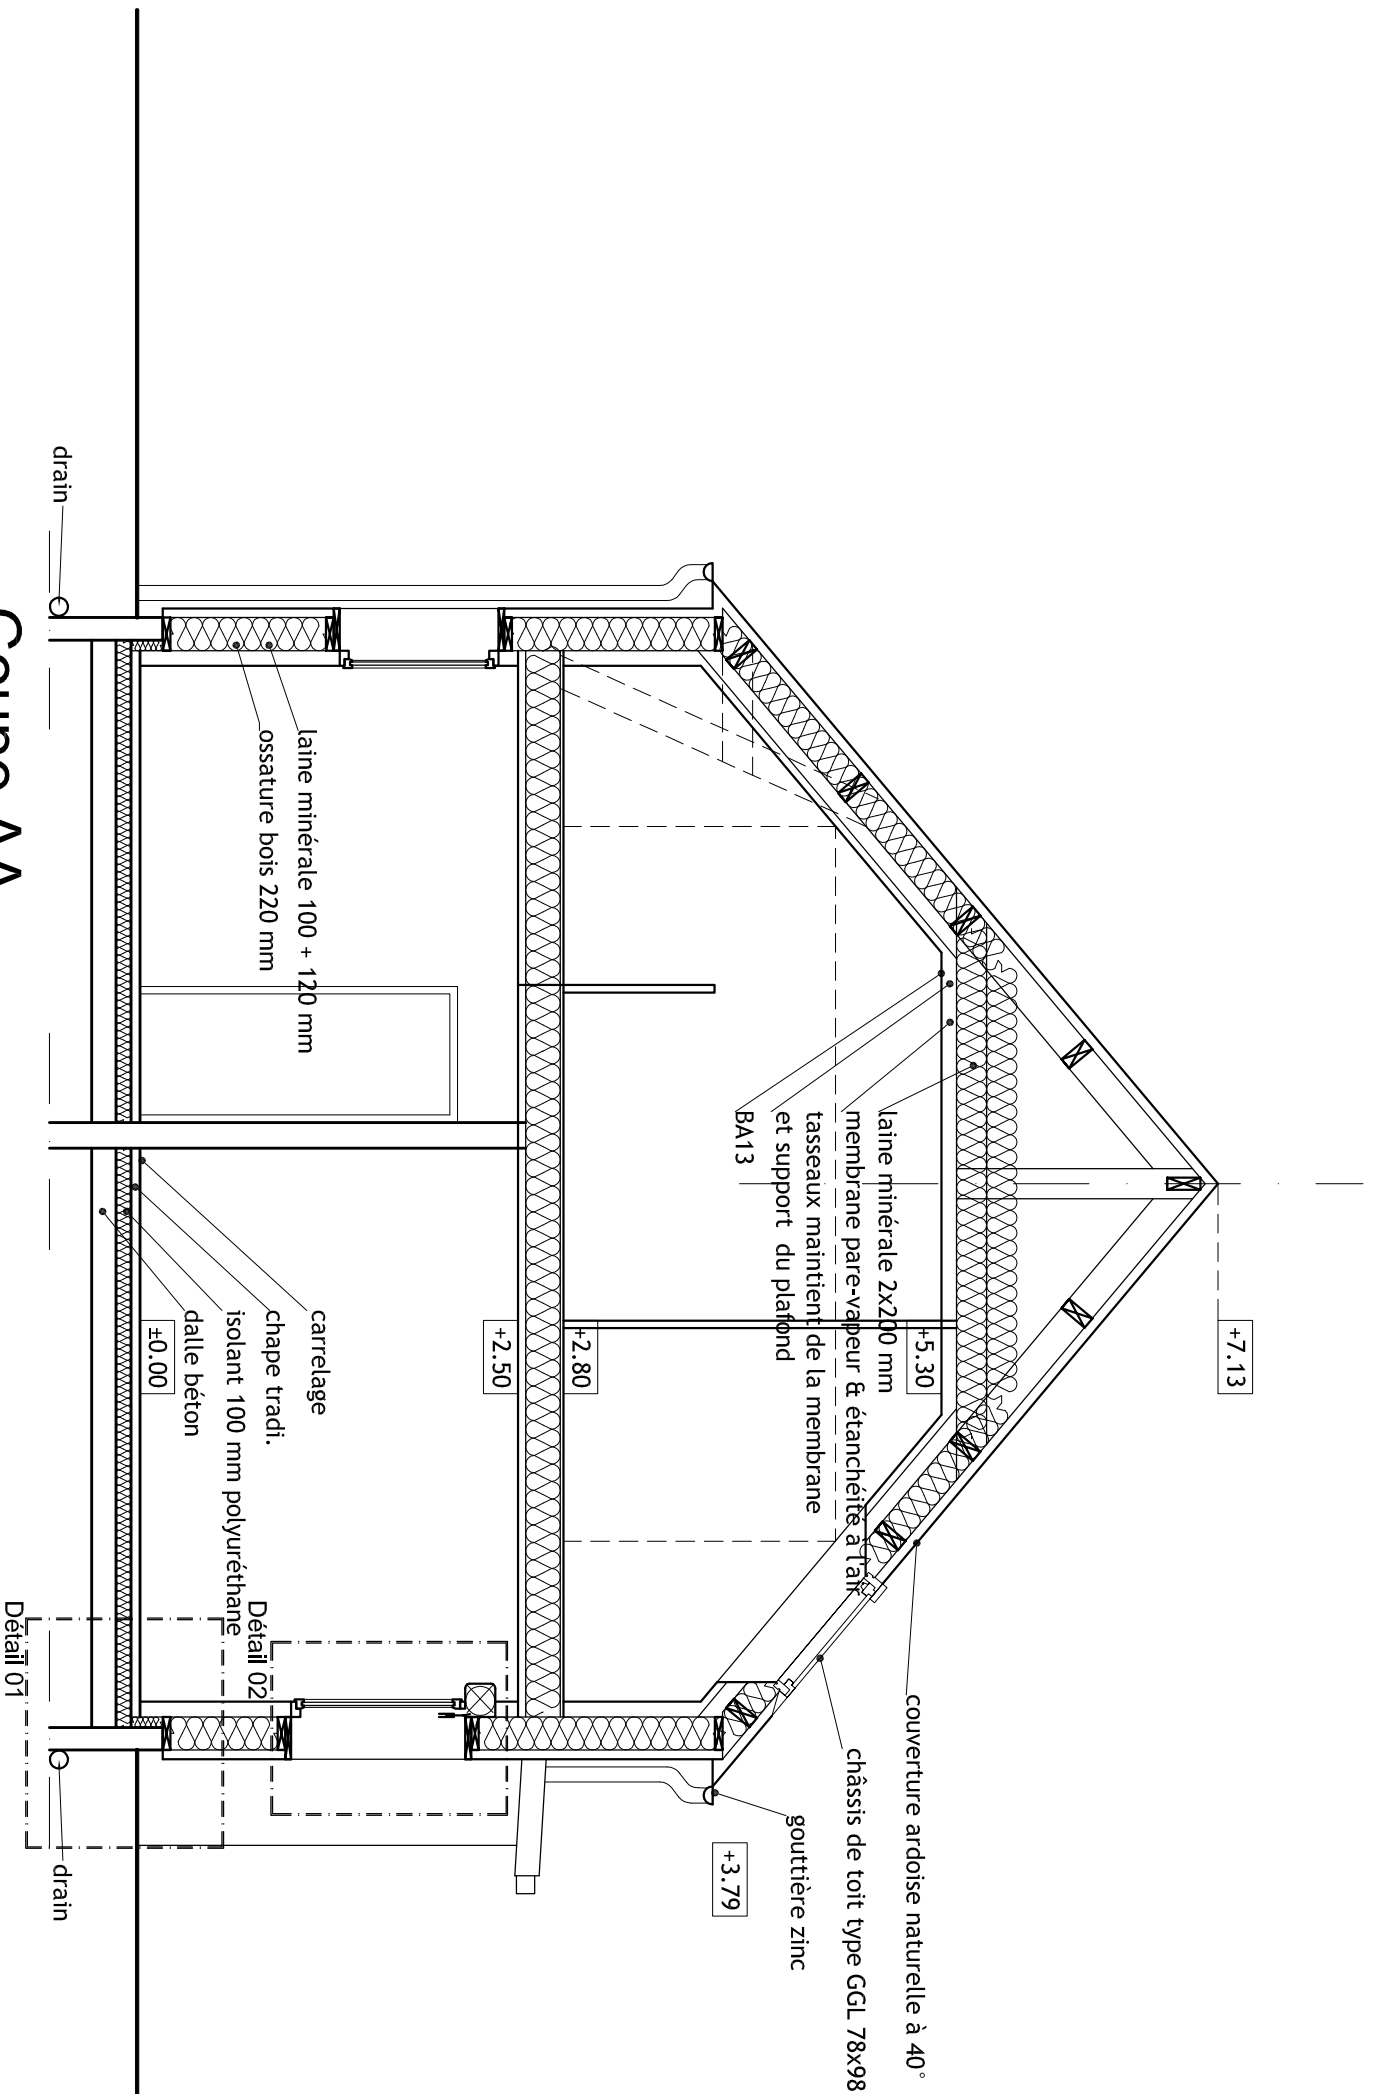 +7.13
couverture ardoise naturelle à 40°
châssis de toit type GGL 78x98
gouttière zinc
+3.79
+5.30
laine minérale 2x200 mm
membrane pare-vapeur & étanchéité à l'air
tasseaux maintient de la membrane
et support du plafond
BA13
+2.80
+2.50
laine minérale 100 + 120 mm
ossature bois 220 mm
carrelage
chape tradi.
isolant 100 mm polyuréthane
dalle béton
±0.00
Détail 02
Détail 01
drain
drain
Coupe AA